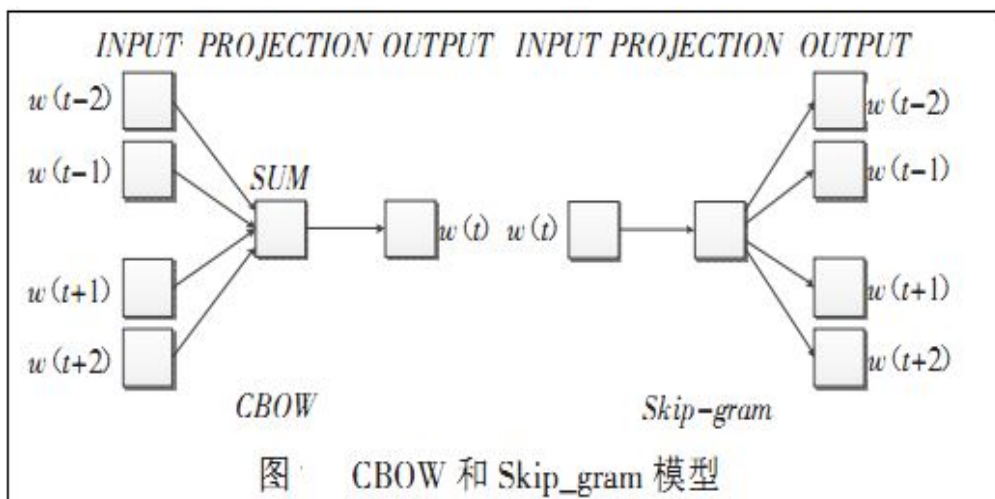 INPUT PROJECTION OUTPUT INPUT PROJECTION OUTPUT
w(t-2) w(t-2)
w(t-1) w(t-1)
SUM
w(t) w(t)
w(t+1) w(t+1)
w(t+2) w(t+2)
CBOW Skip-gram
图 CBOW 和 Skip_gram 模型